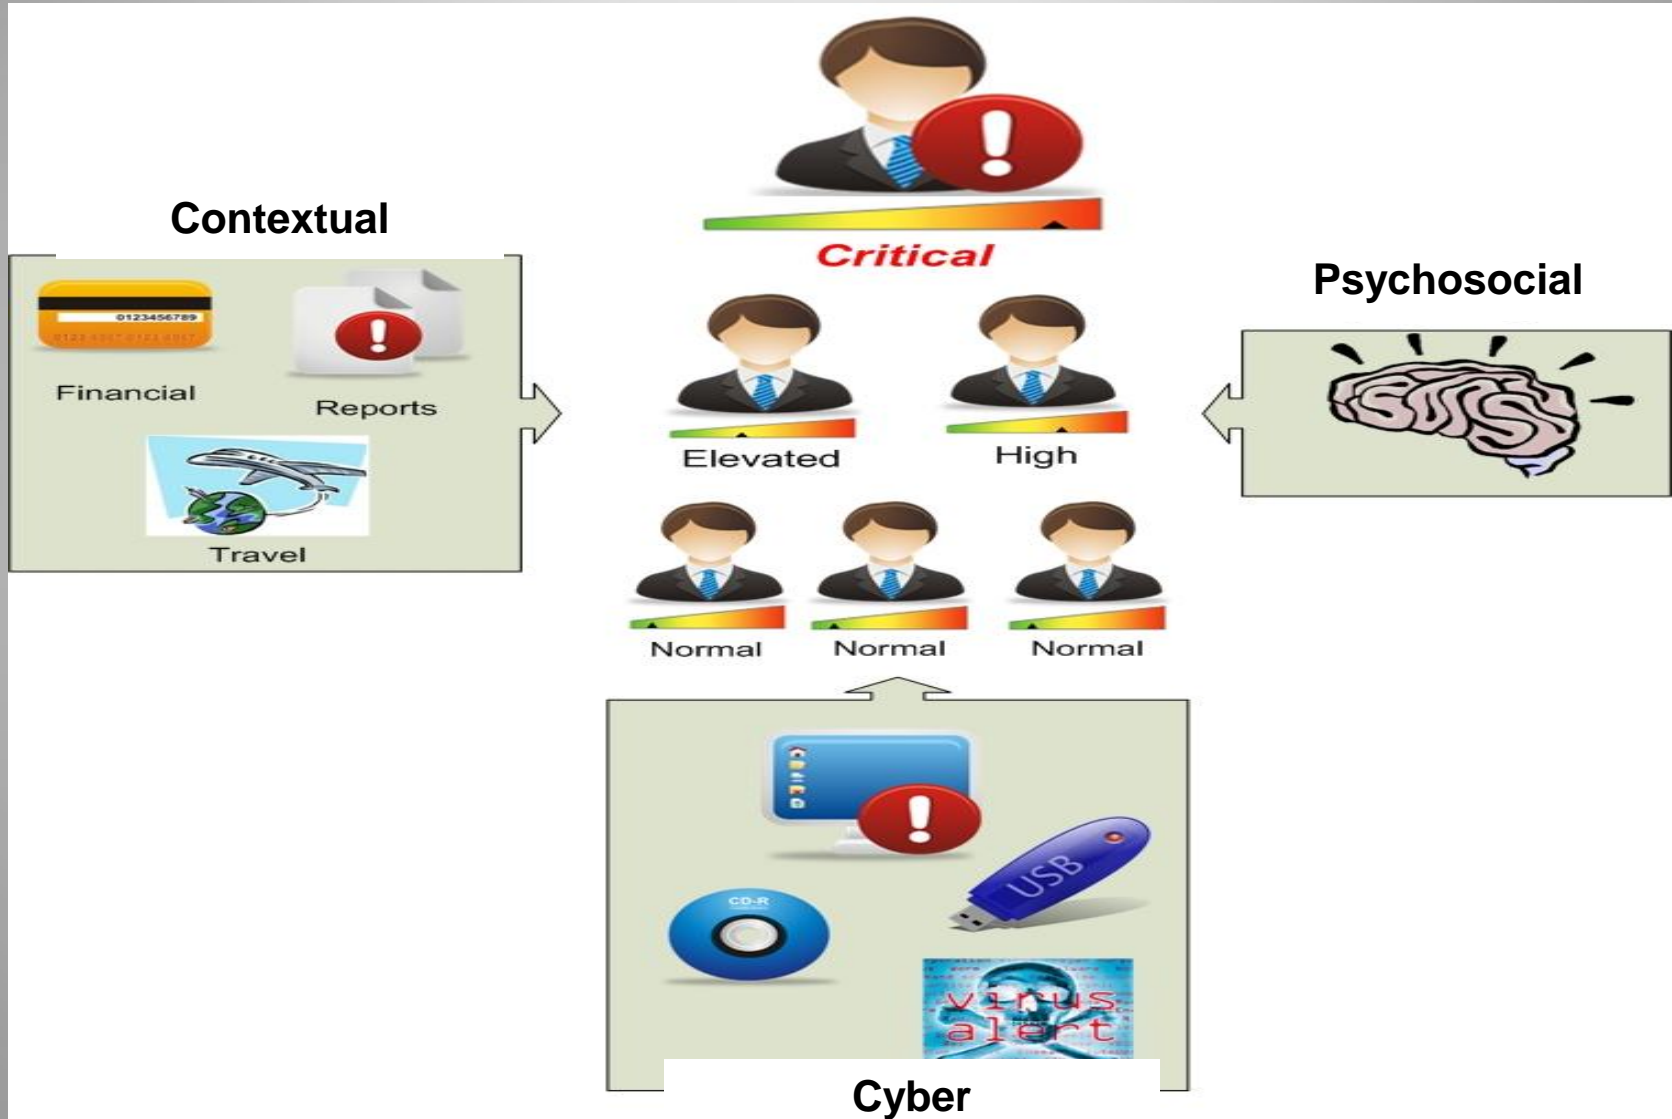 Contextual
0123456789
Financial
Reports
Travel
Critical
Elevated
High
Normal
Normal
Normal
Psychosocial
CD-R
USB
virus
alert
Cyber